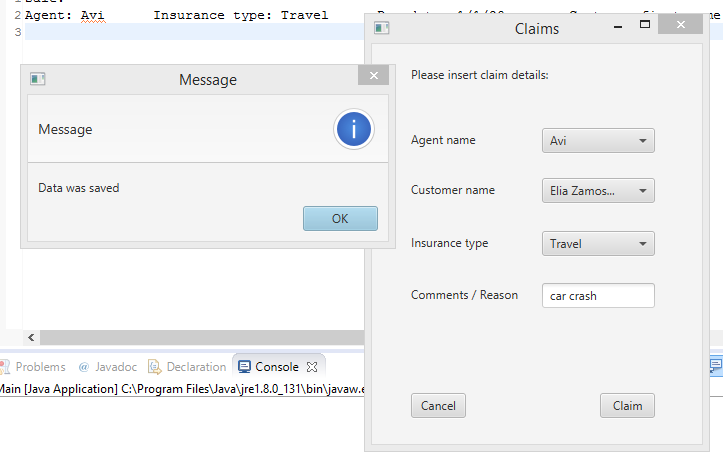 2 Agent: Avi Insurance type: Travel
3
Message
Message
Data was saved
OK
Claims
Please insert claim details:
Agent name Avi
Customer name Elia Zamos...
Insurance type Travel
Comments / Reason car crash
Cancel Claim
Problems @ Javadoc Declaration Console
Main [Java Application] C:\Program Files\Java\jre1.8.0_131\bin\javaw.e